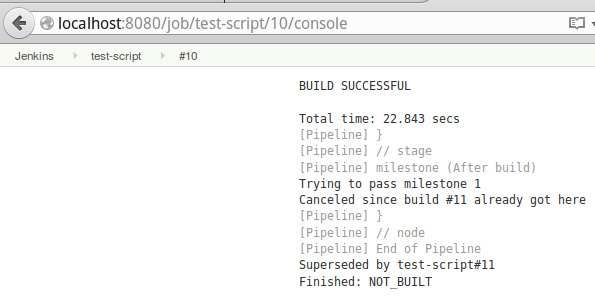 localhost:8080/job/test-script/10/console
Jenkins test-script #10
BUILD SUCCESSFUL
Total time: 22.843 secs
[Pipeline] }
[Pipeline] // stage
[Pipeline] milestone (After build)
Trying to pass milestone 1
Canceled since build #11 already got here
[Pipeline] }
[Pipeline] // node
[Pipeline] End of Pipeline
Superseded by test-script#11
Finished: NOT_BUILT